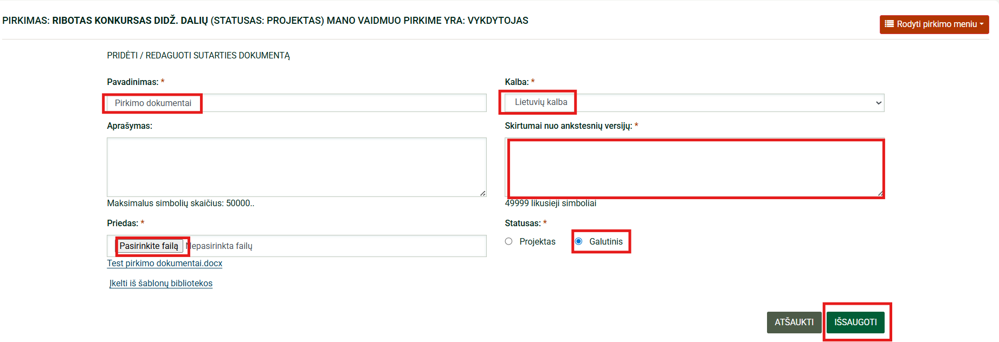 PIRKIMAS: RIBOTAS KONKURSAS DIDŽ. DALIŲ (STATUSAS: PROJEKTAS) MANO VAIDMUO PIRKIME YRA: VYKDYTOJAS
Rodyti pirkimo meniu
PRIDĖTI / REDAGUOTI SUTARTIES DOKUMENTĄ
Pavadinimas: *
Kalba: *
Pirkimo dokumentai
Lietuvių kalba
Aprašymas:
Skirtumai nuo ankstesnių versijų: *
Maksimalus simbolių skaičius: 50000..
49999 likusieji simboliai
Priedas: *
Statusas: *
Pasirinkite failą Nepasirinkta failų
Projektas
Galutinis
Test pirkimo dokumentai.docx
Įkelti iš šablonų bibliotekos
ATŠAUKTI
IŠSAUGOTI